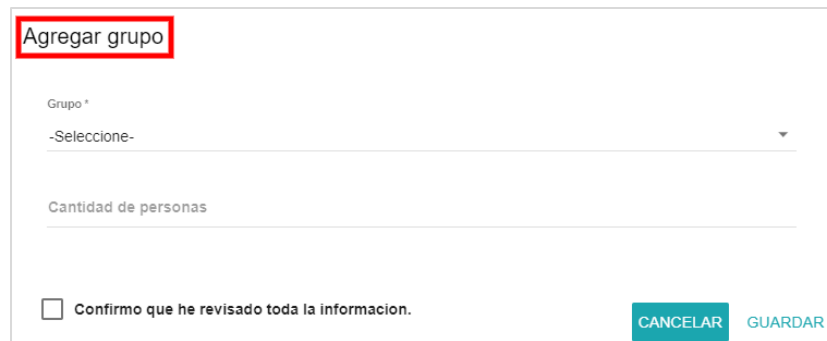 Agregar grupo
Grupo *
-Seleccione-
Cantidad de personas
Confirmo que he revisado toda la informacion.
CANCELAR GUARDAR